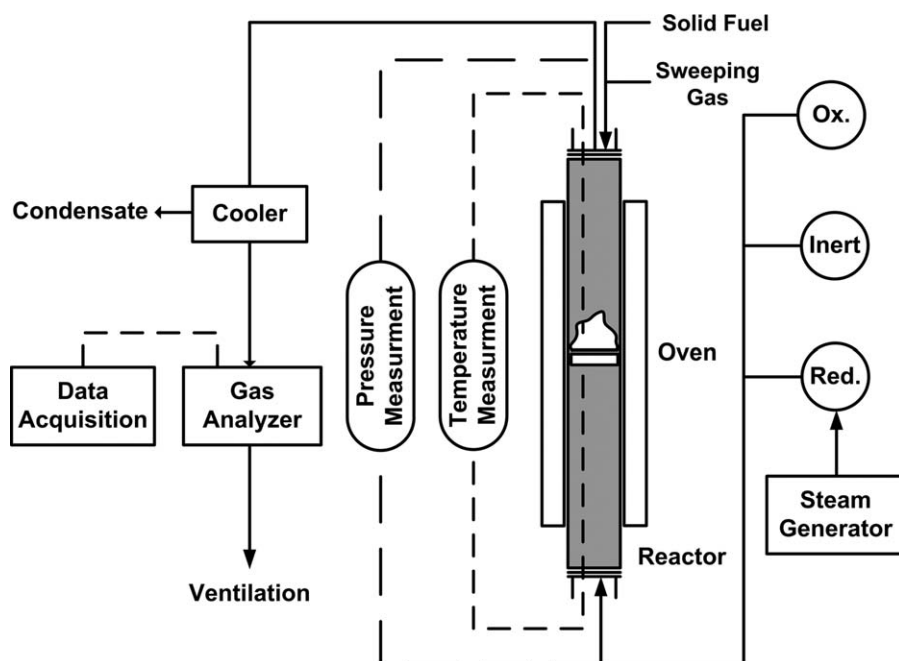 Solid Fuel
Sweeping
Gas
Ox.
Condensate
Cooler
Inert
Pressure
Measurment
Temperature
Measurment
Oven
Data
Acquisition
Gas
Analyzer
Red.
Steam
Generator
Reactor
Ventilation